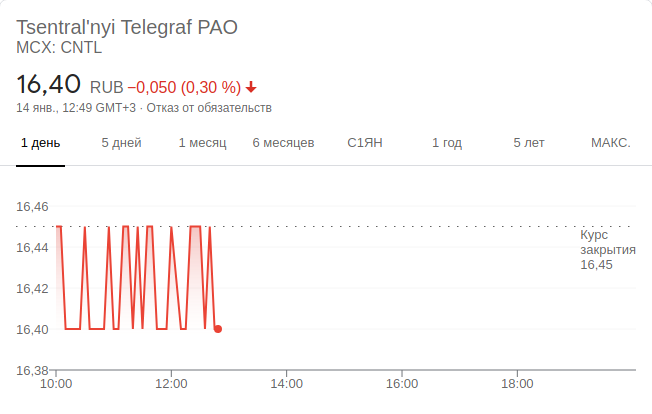 Tsentral'nyi Telegraf PAO
MCX: CNTL
16,40 RUB −0,050 (0,30 %)
14 янв., 12:49 GMT+3 · Отказ от обязательств
1 день 5 дней 1 месяц 6 месяцев С1ЯН 1 год 5 лет МАКС.
16,46
Курс
закрытия
16,45
16,44
16,42
16,40
16,38
10:00 12:00 14:00 16:00 18:00